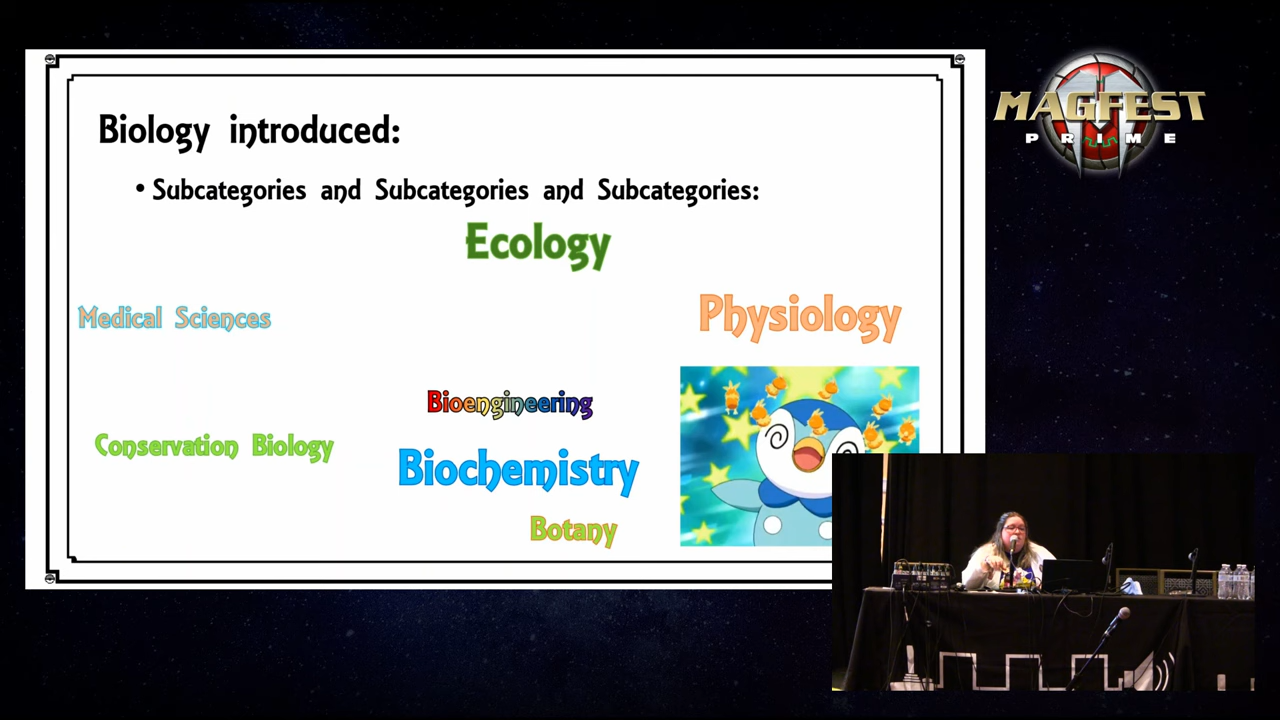 Biology introduced:
• Subcategories and Subcategories and Subcategories:
Ecology
Medical Sciences
Physiology
Bioengineering
Conservation Biology
Biochemistry
Botany
MAGFEST
PRIME